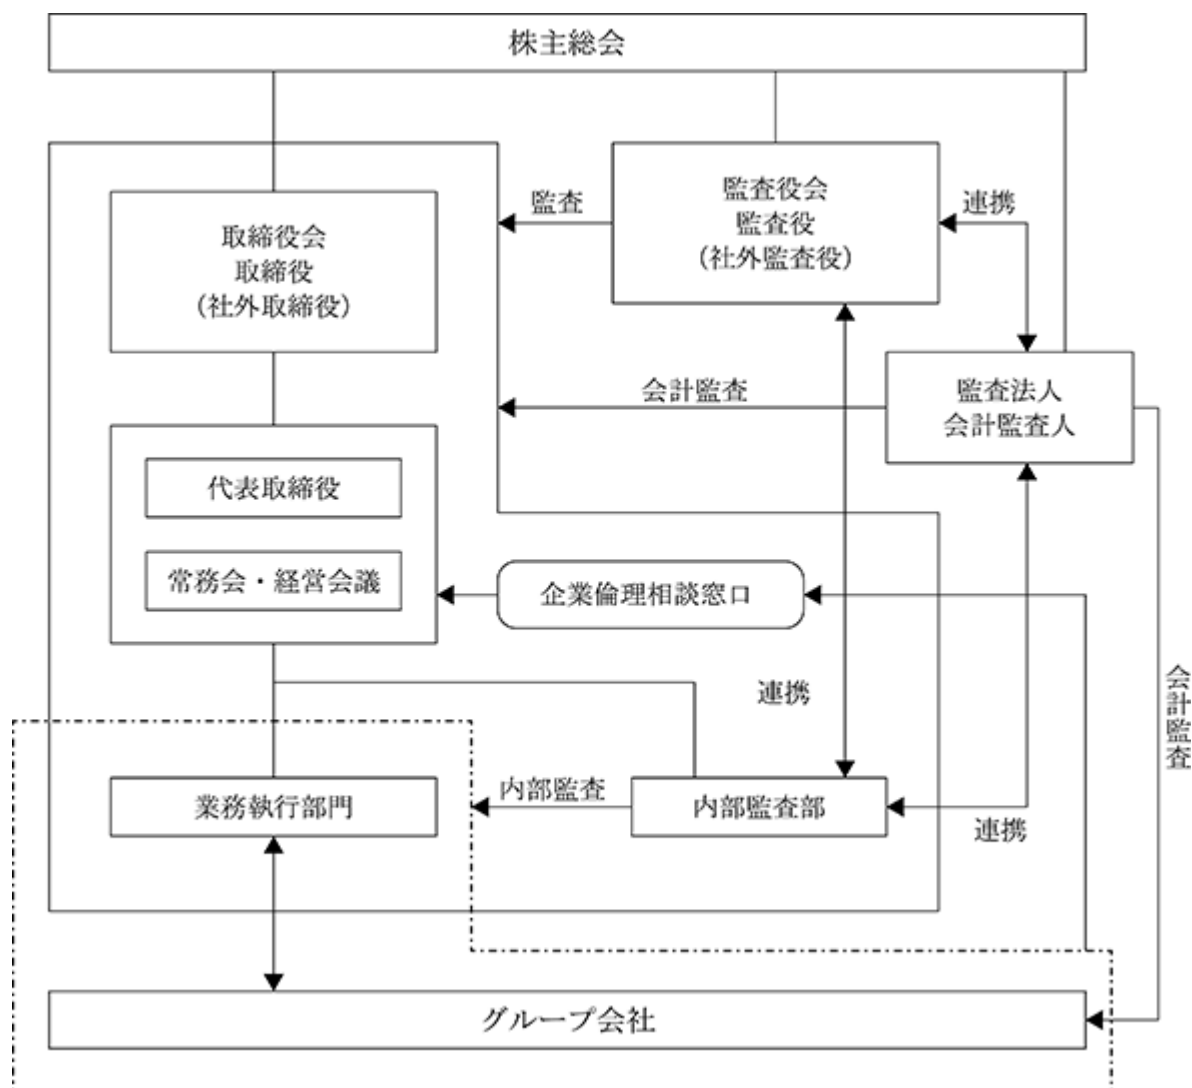 株主総会
監査役会
監査役
(社外監査役)
監査
連携
取締役会
取締役
(社外取締役)
会計監査
監査法人
会計監査人
代表取締役
常務会・経営会議
企業倫理相談窓口
連携
会計監査
業務執行部門
内部監査
内部監査部
連携
グループ会社